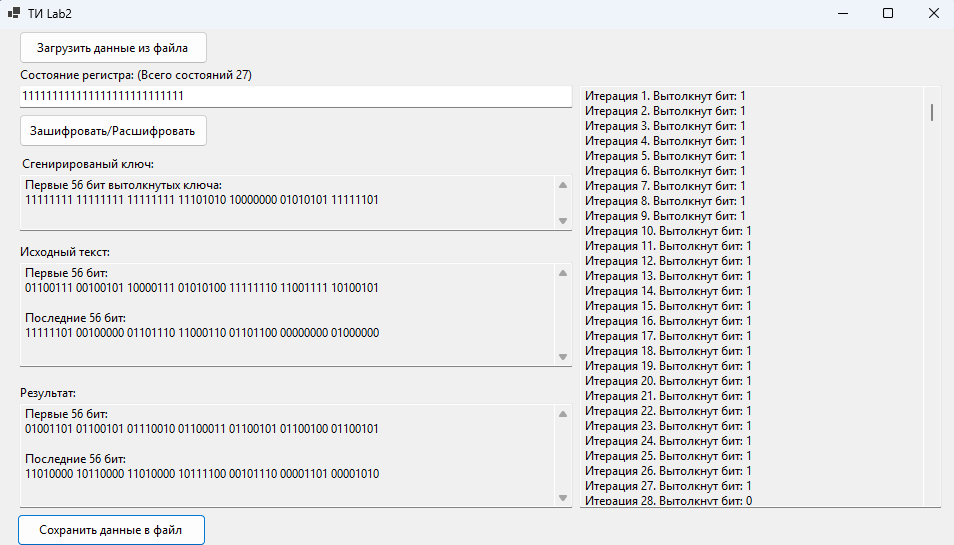 ТИ Lab2
Загрузить данные из файла
Состояние регистра: (Всего состояний 27)
111111111111111111111111111
Зашифровать/Расшифровать
Сгенирированый ключ:
Первые 56 бит вытолкнутых ключа:
11111111 11111111 11111111 11101010 10000000 01010101 11111101
Исходный текст:
Первые 56 бит:
01100111 00100101 10000111 01010100 11111110 11001111 10100101
Последние 56 бит:
11111101 00100000 01101110 11000110 01101100 00000000 01000000
Результат:
Первые 56 бит:
01001101 01100101 01110010 01100011 01100101 01100100 01100101
Последние 56 бит:
11010000 10110000 11010000 10111100 00101110 00001101 00001010
Сохранить данные в файл
Итерация 1. Вытолкнут бит: 1
Итерация 2. Вытолкнут бит: 1
Итерация 3. Вытолкнут бит: 1
Итерация 4. Вытолкнут бит: 1
Итерация 5. Вытолкнут бит: 1
Итерация 6. Вытолкнут бит: 1
Итерация 7. Вытолкнут бит: 1
Итерация 8. Вытолкнут бит: 1
Итерация 9. Вытолкнут бит: 1
Итерация 10. Вытолкнут бит: 1
Итерация 11. Вытолкнут бит: 1
Итерация 12. Вытолкнут бит: 1
Итерация 13. Вытолкнут бит: 1
Итерация 14. Вытолкнут бит: 1
Итерация 15. Вытолкнут бит: 1
Итерация 16. Вытолкнут бит: 1
Итерация 17. Вытолкнут бит: 1
Итерация 18. Вытолкнут бит: 1
Итерация 19. Вытолкнут бит: 1
Итерация 20. Вытолкнут бит: 1
Итерация 21. Вытолкнут бит: 1
Итерация 22. Вытолкнут бит: 1
Итерация 23. Вытолкнут бит: 1
Итерация 24. Вытолкнут бит: 1
Итерация 25. Вытолкнут бит: 1
Итерация 26. Вытолкнут бит: 1
Итерация 27. Вытолкнут бит: 1
Итерация 28. Вытолкнут бит: 0